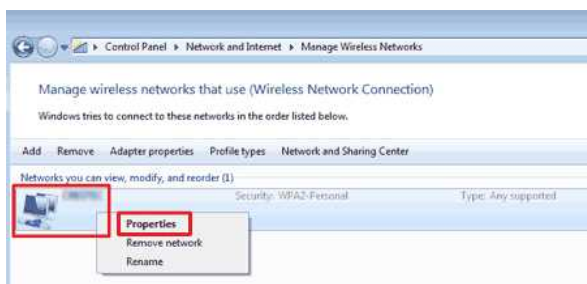 Control Panel ▸ Network and Internet ▸ Manage Wireless Networks
Manage wireless networks that use (Wireless Network Connection)
Windows tries to connect to these networks in the order listed below.
Add Remove Adapter properties Profile types Network and Sharing Center
Networks you can view, modify, and reorder (1)
Security: WPA2-Personal Type: Any supported
Properties
Remove network
Rename